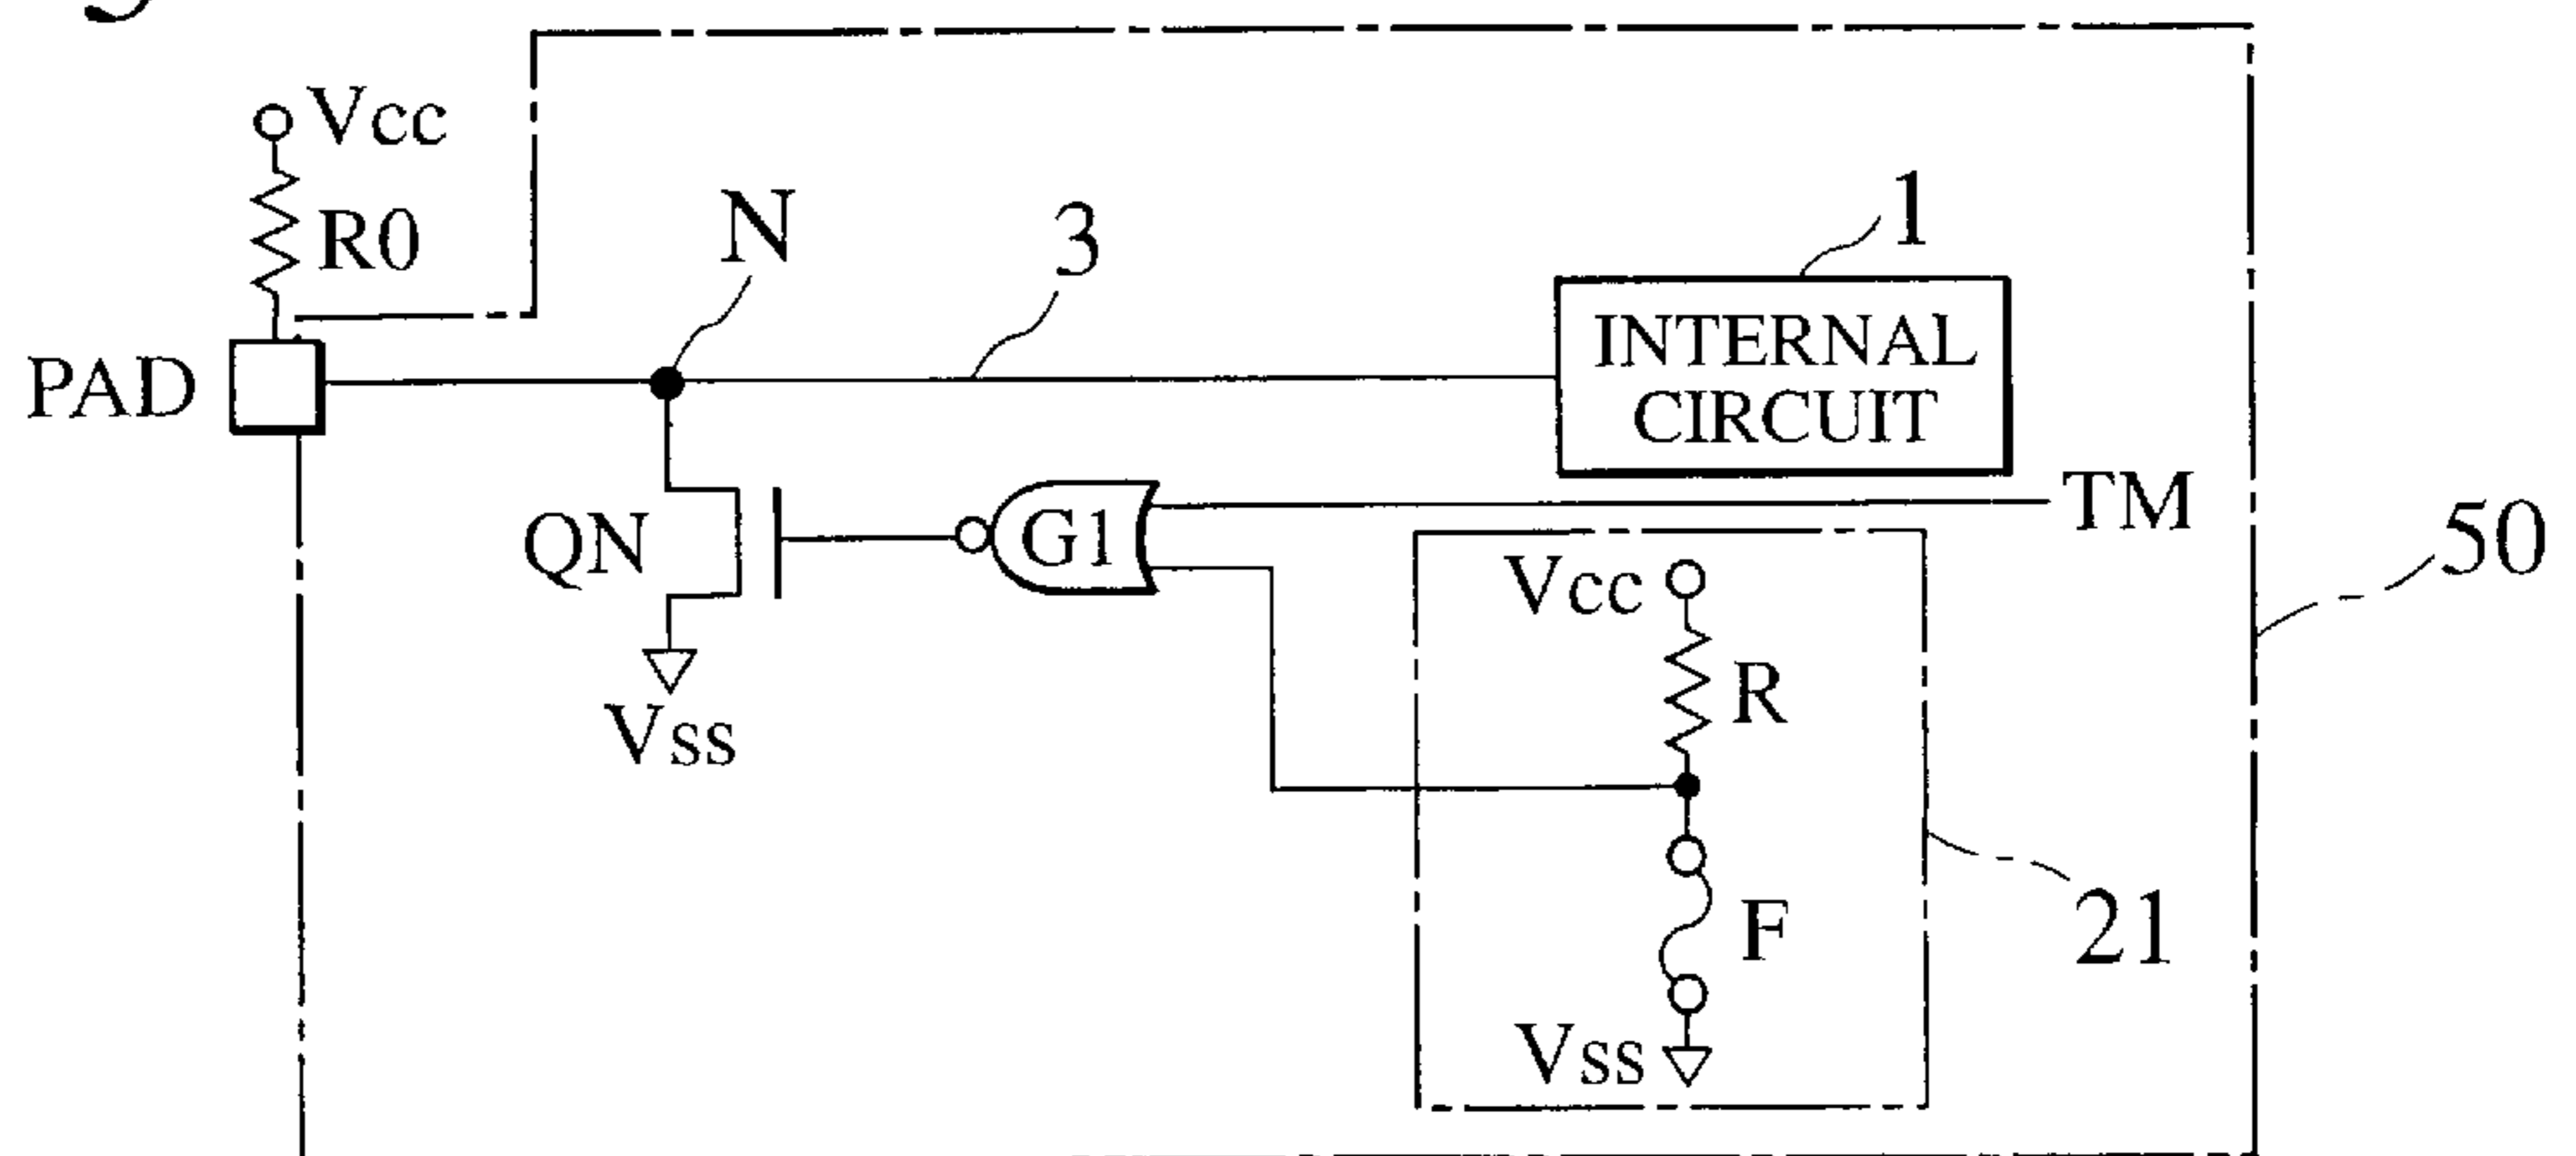 Vcc
R0
N
3
1
PAD
INTERNAL
CIRCUIT
TM
QN
G1
50
Vcc
R
Vss
F
21
Vss